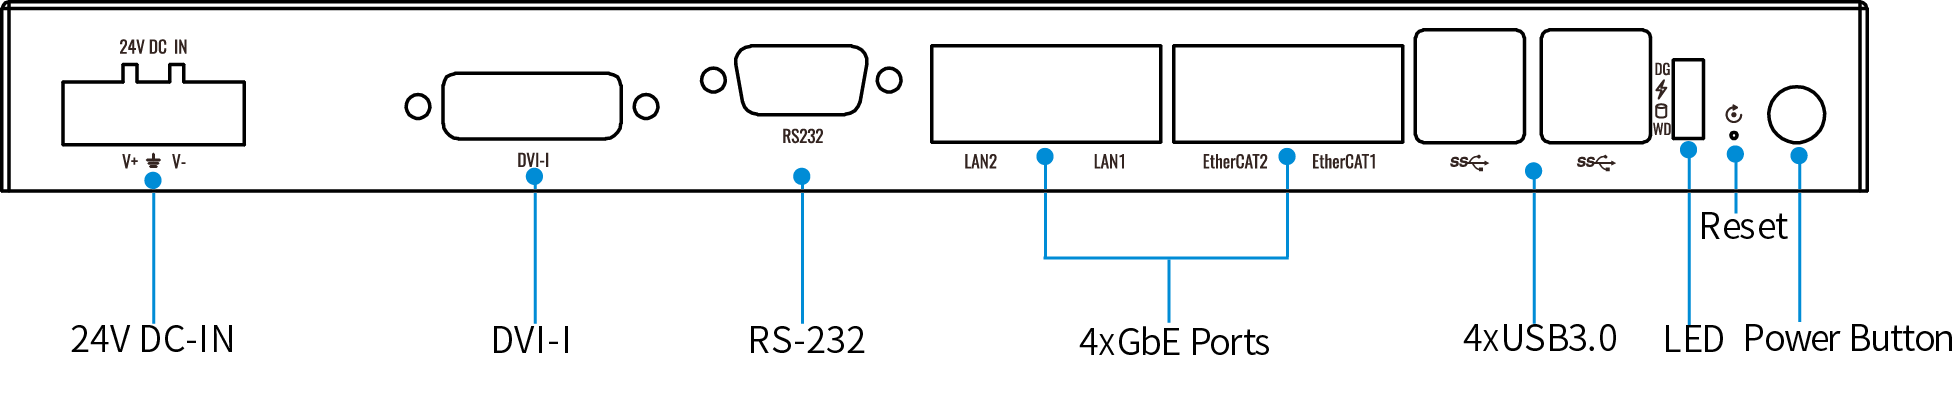 24V DC IN
V+ V-
DVI-I
RS232
LAN2 LAN1
EtherCAT2 EtherCAT1
SS SS
DG
WD
Reset
24V DC-IN
DVI-I
RS-232
4xGbE Ports
4xUSB3.0
LED
Power Button